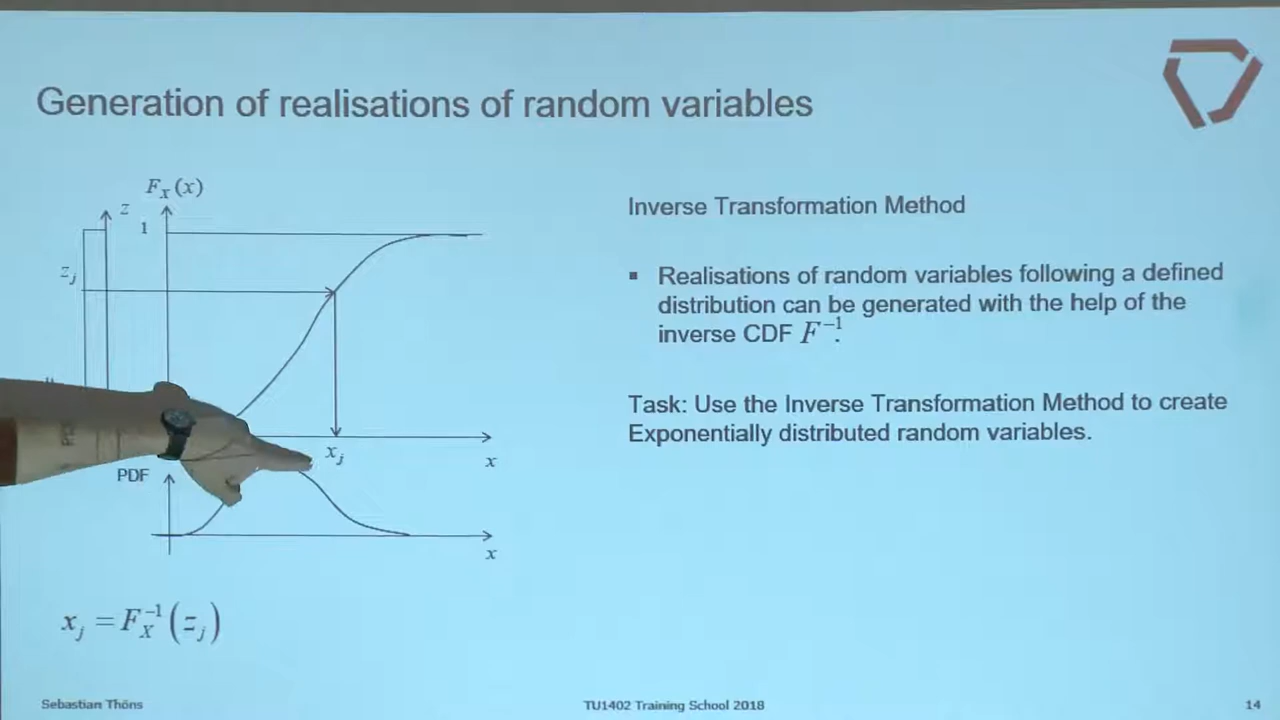 Generation of realisations of random variables
F_X(x)
z
1
z_j
x_j
x
PDF
x
x_j = F_X^{-1}(z_j)
Inverse Transformation Method
▪ Realisations of random variables following a defined
distribution can be generated with the help of the
inverse CDF F^{-1}.
Task: Use the Inverse Transformation Method to create
Exponentially distributed random variables.
Sebastian Thöns
TU1402 Training School 2018
14